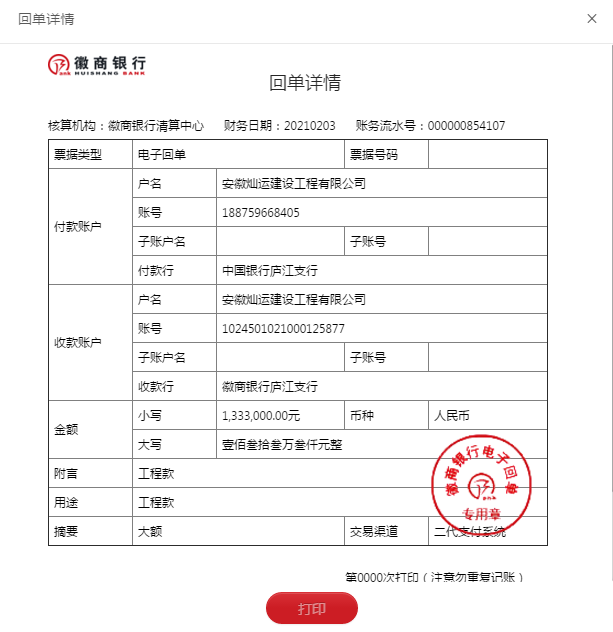 回单详情
×
徽商银行
HUISHANG BANK
回单详情
核算机构：徽商银行清算中心 财务日期：20210203 账务流水号：000000854107
票据类型 电子回单 票据号码
付款账户
户名 安徽灿运建设工程有限公司
账号 188759668405
子账户名 子账号
付款行 中国银行庐江支行
收款账户
户名 安徽灿运建设工程有限公司
账号 1024501021000125877
子账户名 子账号
收款行 徽商银行庐江支行
金额
小写 1,333,000.00元 币种 人民币
大写 壹佰叁拾叁万叁仟元整
附言 工程款
用途 工程款
摘要 大额 交易渠道 二代支付系统
徽商银行电子回单
专用章
第0000次打印（注意勿重复记账）
打印